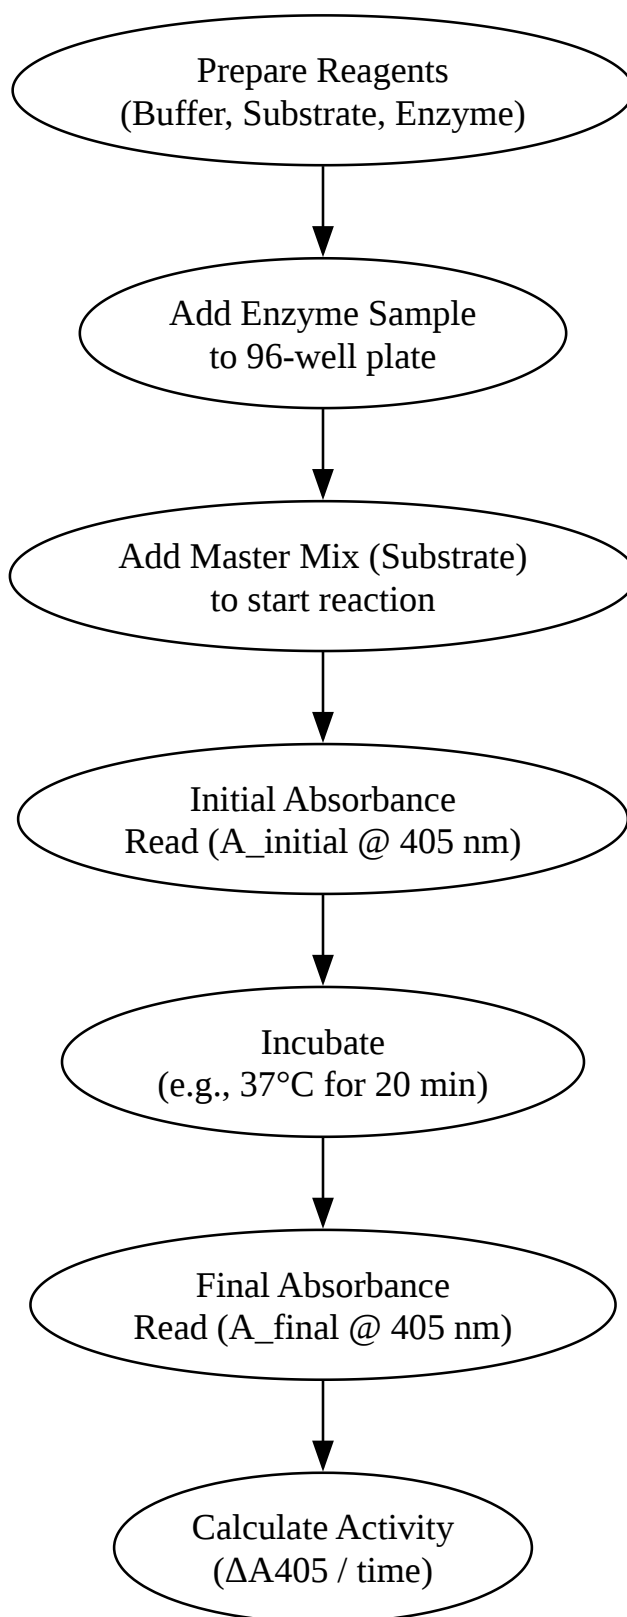 Prepare Reagents
(Buffer, Substrate, Enzyme)
Add Enzyme Sample
to 96-well plate
Add Master Mix (Substrate)
to start reaction
Initial Absorbance
Read (A_initial @ 405 nm)
Incubate
(e.g., 37°C for 20 min)
Final Absorbance
Read (A_final @ 405 nm)
Calculate Activity
(ΔA405 / time)